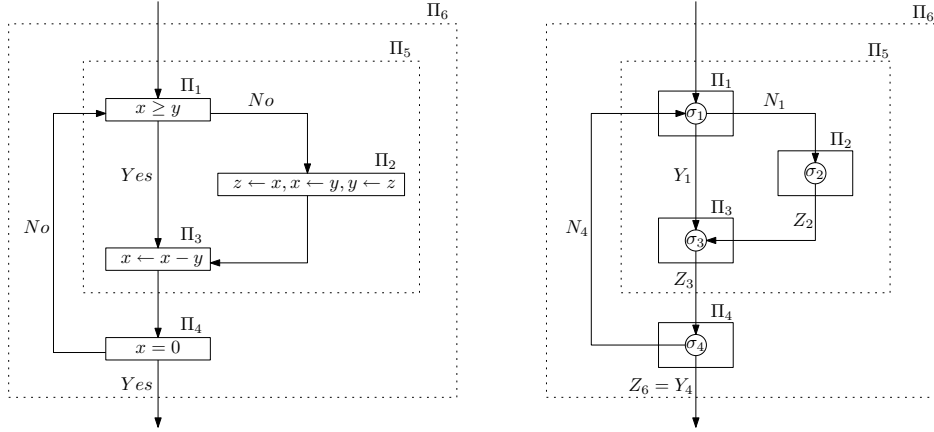 Π₆
Π₅
Π₁
x ≥ y
No
Π₂
Yes
z ← x, x ← y, y ← z
No
Π₃
x ← x − y
Π₄
x = 0
Yes
Π₆
Π₅
Π₁
σ₁
N₁
Π₂
Y₁
σ₂
N₄
Π₃
Z₂
σ₃
Z₃
Π₄
σ₄
Z₆ = Y₄